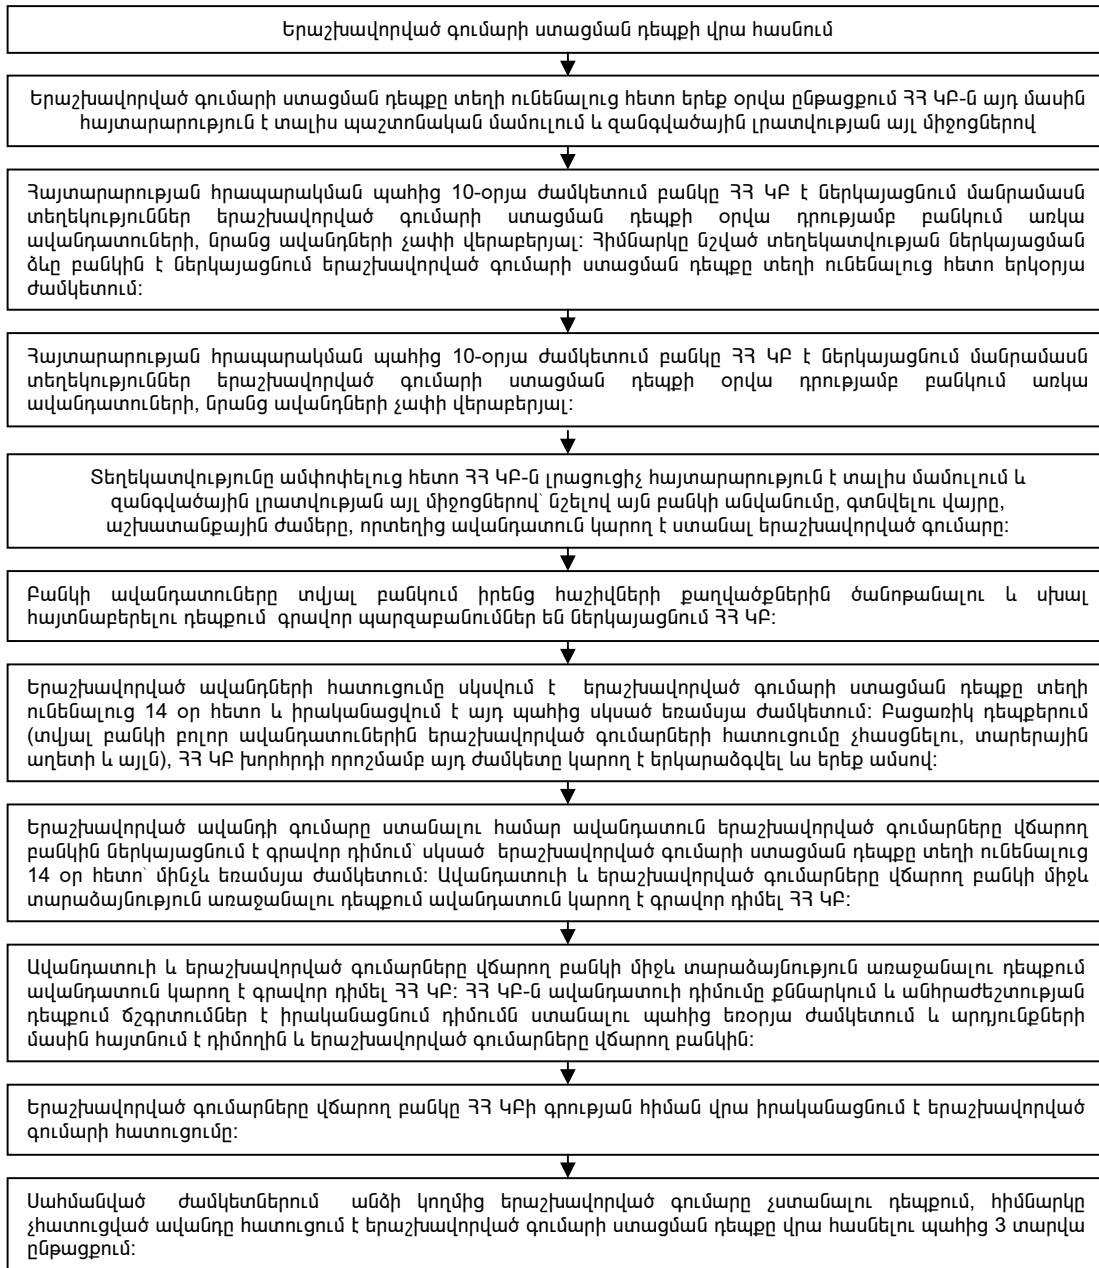 Երաշխավորված գումարի ստացման դեպքի վրա հասնում
Երաշխավորված գումարի ստացման դեպքը տեղի ունենալուց հետո երեք օրվա ընթացքում ՀՀ ԿԲ-ն այդ մասին
հայտարարություն է տալիս պաշտոնական մամուլում և զանգվածային լրատվության այլ միջոցներով
Հայտարարության հրապարակման պահից 10-օրյա ժամկետում բանկը ՀՀ ԿԲ է ներկայացնում մանրամասն
տեղեկություններ երաշխավորված գումարի ստացման դեպքի օրվա դրությամբ բանկում առկա
ավանդատուների, նրանց ավանդների չափի վերաբերյալ: Հիմնարկը նշված տեղեկատվության ներկայացման
ձևը բանկին է ներկայացնում երաշխավորված գումարի ստացման դեպքը տեղի ունենալուց հետո երկօրյա
ժամկետում:
Հայտարարության հրապարակման պահից 10-օրյա ժամկետում բանկը ՀՀ ԿԲ է ներկայացնում մանրամասն
տեղեկություններ երաշխավորված գումարի ստացման դեպքի օրվա դրությամբ բանկում առկա
ավանդատուների, նրանց ավանդների չափի վերաբերյալ:
Տեղեկատվությունը ամփոփելուց հետո ՀՀ ԿԲ-ն լրացուցիչ հայտարարություն է տալիս մամուլում և
զանգվածային լրատվության այլ միջոցներով` նշելով այն բանկի անվանումը, գտնվելու վայրը,
աշխատանքային ժամերը, որտեղից ավանդատուն կարող է ստանալ երաշխավորված գումարը:
Բանկի ավանդատուները տվյալ բանկում իրենց հաշիվների քաղվածքներին ծանոթանալու և սխալ
հայտնաբերելու դեպքում գրավոր պարզաբանումներ են ներկայացնում ՀՀ ԿԲ:
Երաշխավորված ավանդների հատուցումը սկսվում է երաշխավորված գումարի ստացման դեպքը տեղի
ունենալուց 14 օր հետո և իրականացվում է այդ պահից սկսած եռամսյա ժամկետում: Բացառիկ դեպքերում
(տվյալ բանկի բոլոր ավանդատուներին երաշխավորված գումարների հատուցումը չհասցնելու, տարերային
աղետի և այլն), ՀՀ ԿԲ խորհրդի որոշմամբ այդ ժամկետը կարող է երկարաձգվել ևս երեք ամսով:
Երաշխավորված ավանդի գումարը ստանալու համար ավանդատուն երաշխավորված գումարները վճարող
բանկին ներկայացնում է գրավոր դիմում` սկսած երաշխավորված գումարի ստացման դեպքը տեղի ունենալուց
14 օր հետո` մինչև եռամսյա ժամկետում: Ավանդատուի և երաշխավորված գումարները վճարող բանկի միջև
տարաձայնություն առաջանալու դեպքում ավանդատուն կարող է գրավոր դիմել ՀՀ ԿԲ:
Ավանդատուի և երաշխավորված գումարները վճարող բանկի միջև տարաձայնություն առաջանալու դեպքում
ավանդատուն կարող է գրավոր դիմել ՀՀ ԿԲ: ՀՀ ԿԲ-ն ավանդատուի դիմումը քննարկում և անհրաժեշտության
դեպքում ճշգրտումներ է իրականացնում դիմումն ստանալու պահից եռօրյա ժամկետում և արդյունքների
մասին հայտնում է դիմողին և երաշխավորված գումարները վճարող բանկին:
Երաշխավորված գումարները վճարող բանկը ՀՀ ԿԲի գրության հիման վրա իրականացնում է երաշխավորված
գումարի հատուցումը:
Սահմանված ժամկետներում անձի կողմից երաշխավորված գումարը չստանալու դեպքում, հիմնարկը
չհատուցված ավանդը հատուցում է երաշխավորված գումարի ստացման դեպքը վրա հասնելու պահից 3 տարվա
ընթացքում: